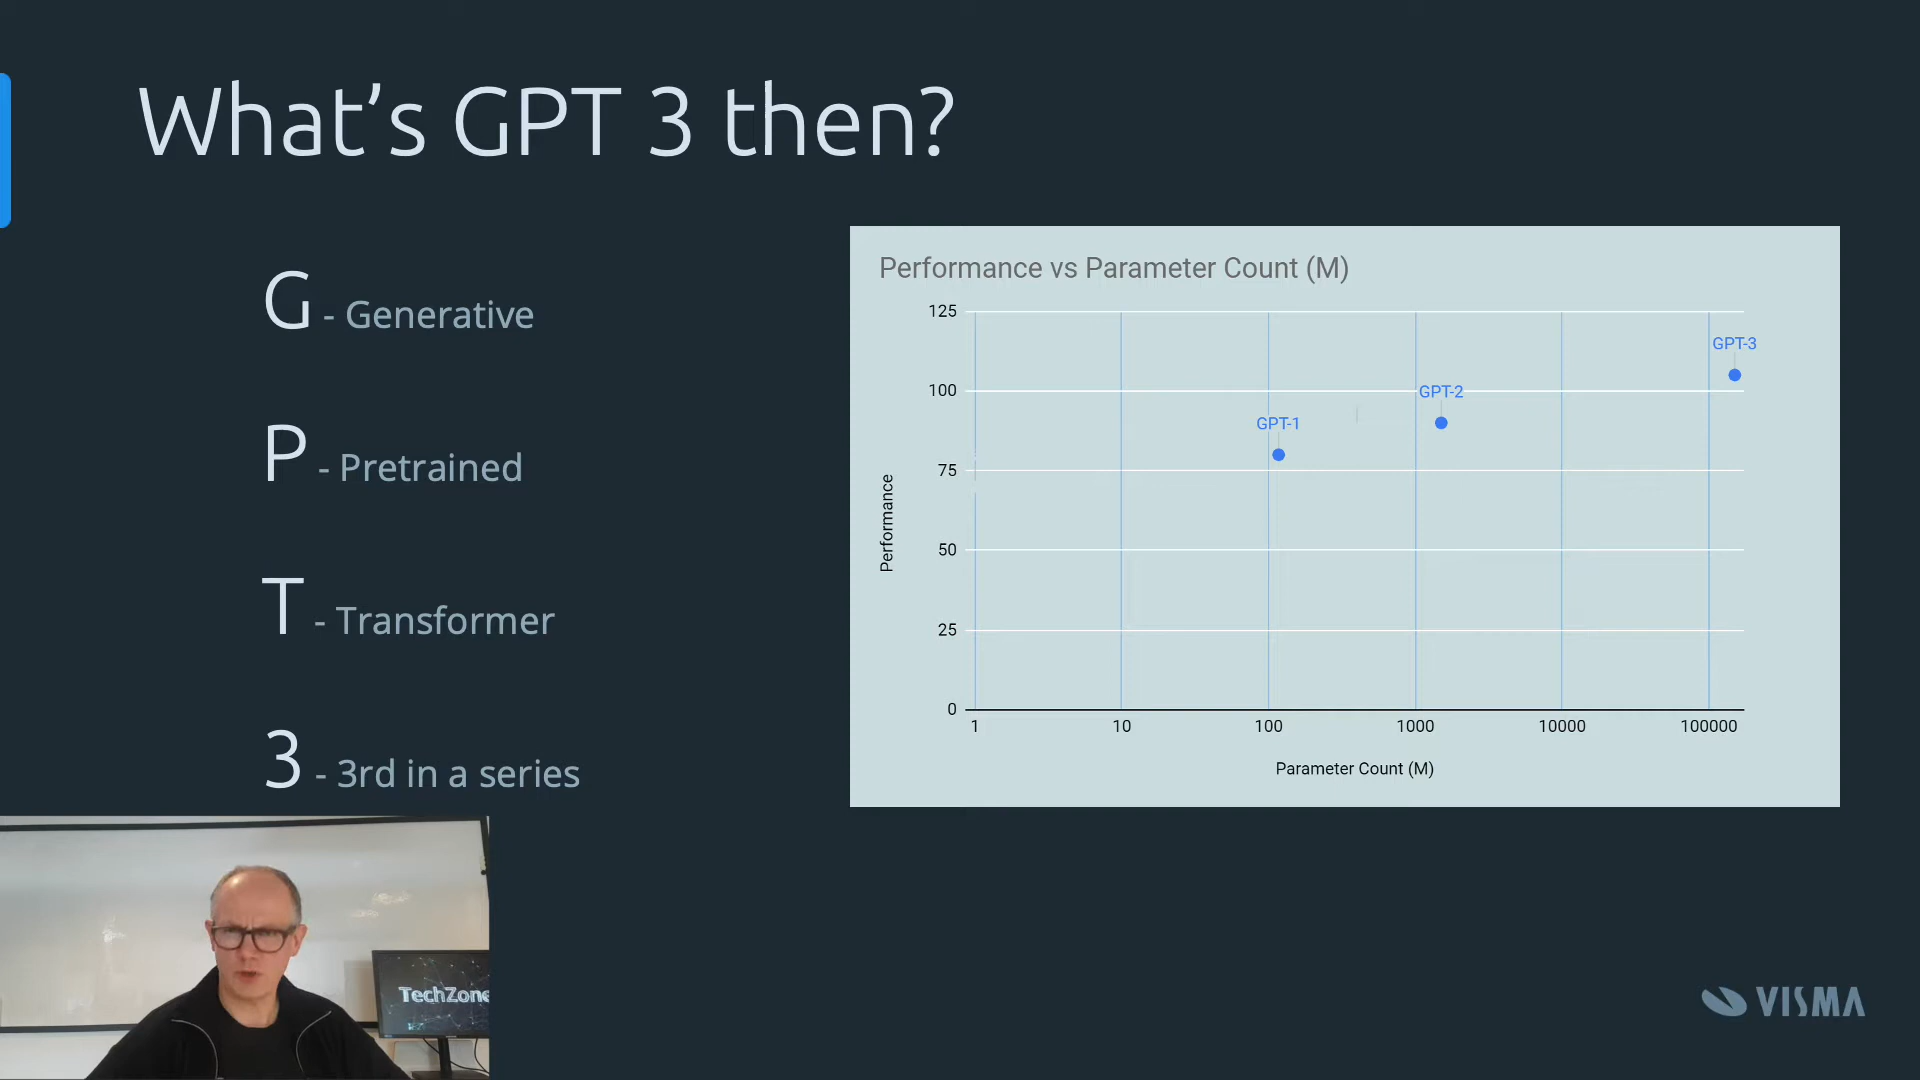 What’s GPT 3 then?
G - Generative
P - Pretrained
T - Transformer
3 - 3rd in a series
Performance vs Parameter Count (M)
125
100
75
50
25
0
Performance
GPT-1
GPT-2
GPT-3
1 10 100 1000 10000 100000
Parameter Count (M)
TechZone
VISMA